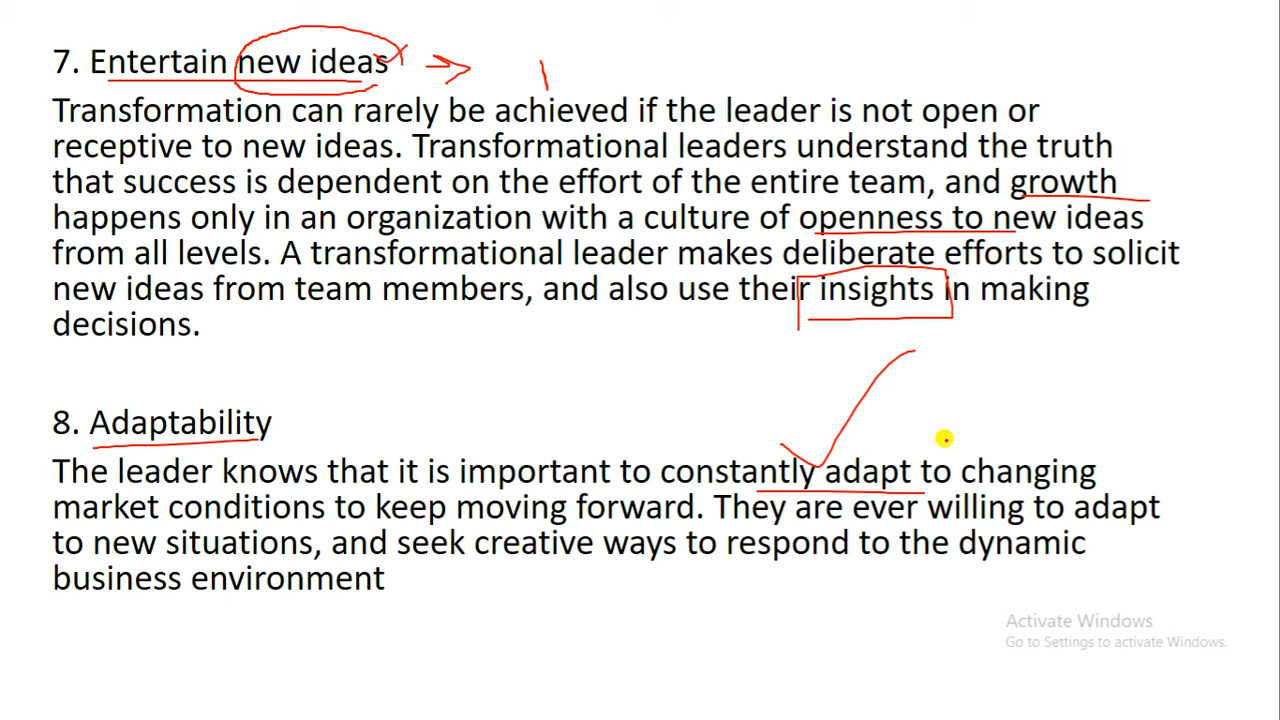 7. Entertain new ideas
Transformation can rarely be achieved if the leader is not open or
receptive to new ideas. Transformational leaders understand the truth
that success is dependent on the effort of the entire team, and growth
happens only in an organization with a culture of openness to new ideas
from all levels. A transformational leader makes deliberate efforts to solicit
new ideas from team members, and also use their insights in making
decisions.
8. Adaptability
The leader knows that it is important to constantly adapt to changing
market conditions to keep moving forward. They are ever willing to adapt
to new situations, and seek creative ways to respond to the dynamic
business environment
Activate Windows
Go to Settings to activate Windows.